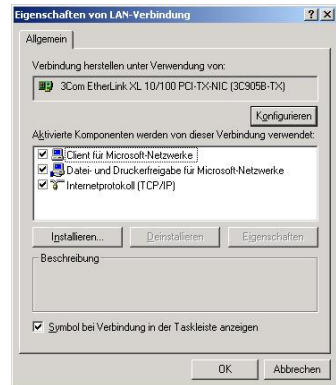 Eigenschaften von LAN-Verbindung
Allgemein
Verbindung herstellen unter Verwendung von:
3Com EtherLink XL 10/100 PCI-TX-NIC (3C905B-TX)
Konfigurieren
Aktivierte Komponenten werden von dieser Verbindung verwendet:
Client für Microsoft-Netzwerke
Datei- und Druckerfreigabe für Microsoft-Netzwerke
Internetprotokoll (TCP/IP)
Installieren... Deinstallieren Eigenschaften
Beschreibung
Symbol bei Verbindung in der Taskleiste anzeigen
OK Abbrechen